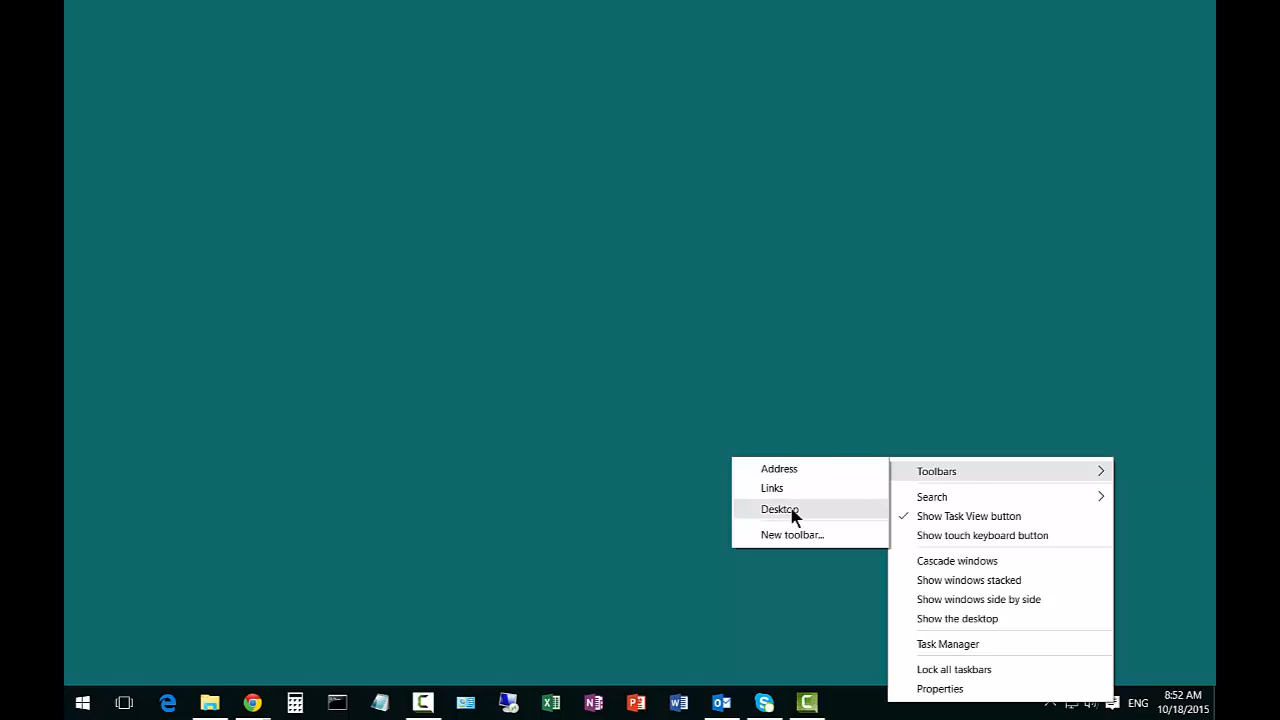 Address
Links
Desktop
New toolbar...
Toolbars
Search
Show Task View button
Show touch keyboard button
Cascade windows
Show windows stacked
Show windows side by side
Show the desktop
Task Manager
Lock all taskbars
Properties
ENG
8:52 AM
10/18/2015